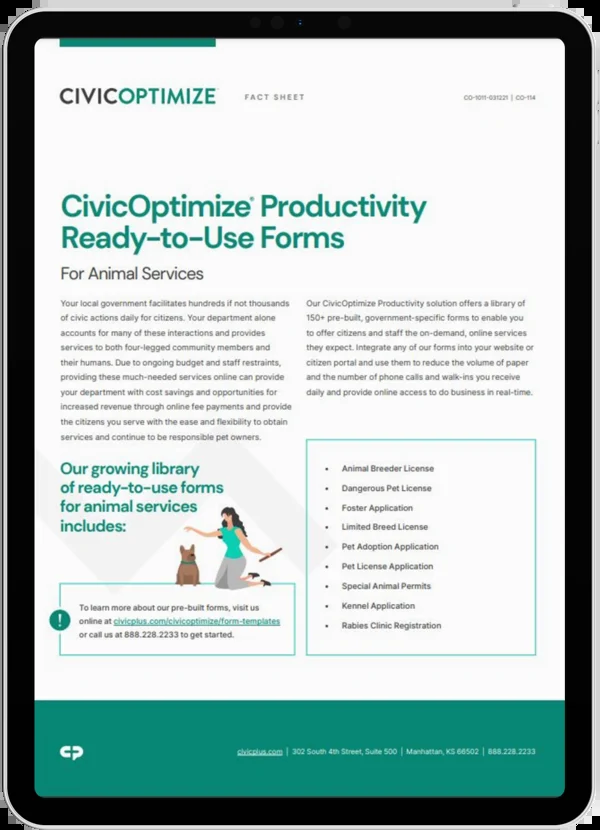 CIVICOPTIMIZE
FACT SHEET
CO-1011-031221 | CO-114
CivicOptimize® Productivity
Ready-to-Use Forms
For Animal Services
Your local government facilitates hundreds if not thousands
of civic actions daily for citizens. Your department alone
accounts for many of these interactions and provides
services to both four-legged community members and
their humans. Due to ongoing budget and staff restraints,
providing these much-needed services online can provide
your department with cost savings and opportunities for
increased revenue through online fee payments and provide
the citizens you serve with the ease and flexibility to obtain
services and continue to be responsible pet owners.
Our CivicOptimize Productivity solution offers a library of
150+ pre-built, government-specific forms to enable you
to offer citizens and staff the on-demand, online services
they expect. Integrate any of our forms into your website or
citizen portal and use them to reduce the volume of paper
and the number of phone calls and walk-ins you receive
daily and provide online access to do business in real-time.
Our growing library
of ready-to-use forms
for animal services
includes:
• Animal Breeder License
• Dangerous Pet License
• Foster Application
• Limited Breed License
• Pet Adoption Application
• Pet License Application
• Special Animal Permits
• Kennel Application
• Rabies Clinic Registration
!
To learn more about our pre-built forms, visit us
online at civicplus.com/civicoptimize/form-templates
or call us at 888.228.2233 to get started.
CP
civicplus.com | 302 South 4th Street, Suite 500 | Manhattan, KS 66502 | 888.228.2233